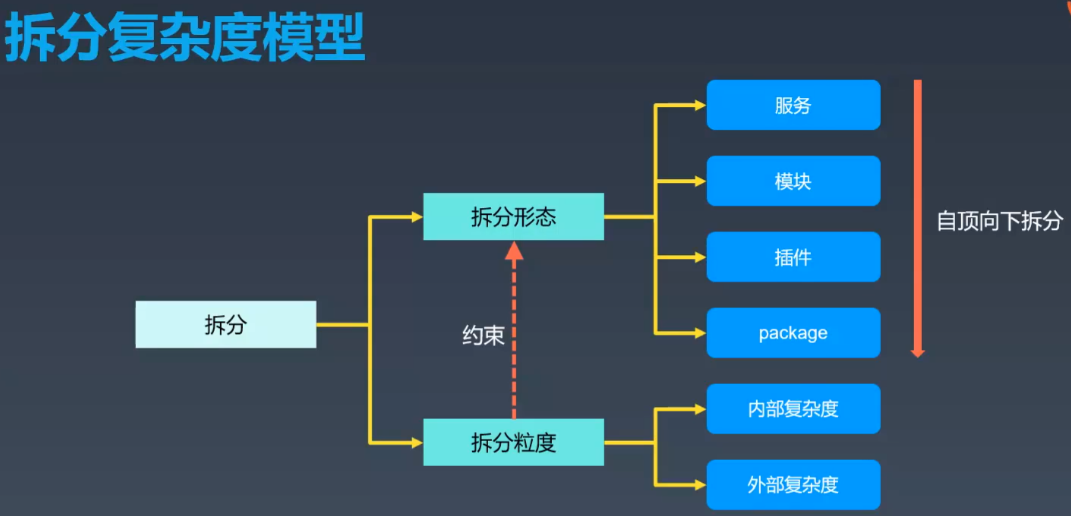 拆分复杂度模型
服务
模块
自顶向下拆分
拆分形态
插件
拆分
约束
package
内部复杂度
拆分粒度
外部复杂度